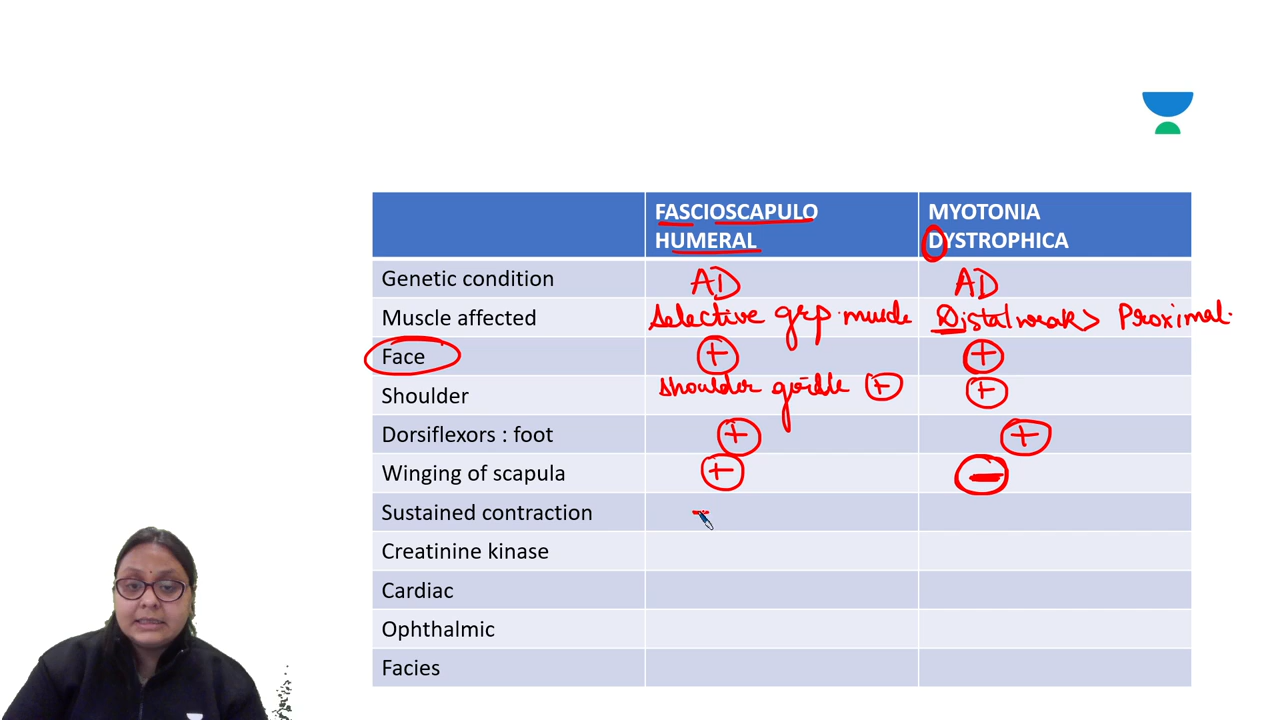 FASCIOSCAPULO MYOTONIA
HUMERAL DYSTROPHICA
Genetic condition AD AD
Muscle affected Selective grp. muscle Distal weak > Proximal.
Face + +
Shoulder Shoulder girdle + +
Dorsiflexors : foot + +
Winging of scapula + -
Sustained contraction -
Creatinine kinase
Cardiac
Ophthalmic
Facies